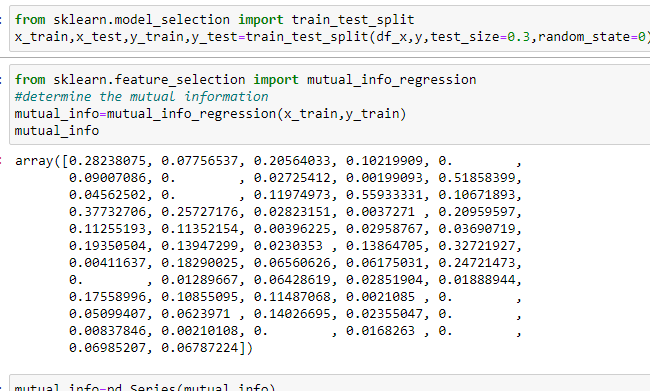 from sklearn.model_selection import train_test_split
x_train,x_test,y_train,y_test=train_test_split(df_x,y,test_size=0.3,random_state=0)
from sklearn.feature_selection import mutual_info_regression
#determine the mutual information
mutual_info=mutual_info_regression(x_train,y_train)
mutual_info
array([0.28238075, 0.07756537, 0.20564033, 0.10219909, 0.        ,
0.09007086, 0.        , 0.02725412, 0.00199093, 0.51858399,
0.04562502, 0.        , 0.11974973, 0.55933331, 0.10671893,
0.37732706, 0.25727176, 0.02823151, 0.0037271 , 0.20959597,
0.11255193, 0.11352154, 0.00396225, 0.02958767, 0.03690719,
0.19350504, 0.13947299, 0.0230353 , 0.13864705, 0.32721927,
0.00411637, 0.18290025, 0.06560626, 0.06175031, 0.24721473,
0.        , 0.01289667, 0.06428619, 0.02851904, 0.01888944,
0.17558996, 0.10855095, 0.11487068, 0.0021085 , 0.        ,
0.05099407, 0.0623971 , 0.14026695, 0.02355047, 0.        ,
0.00837846, 0.00210108, 0.        , 0.0168263 , 0.        ,
0.06985207, 0.06787224])
mutual_info=pd.Series(mutual_info)